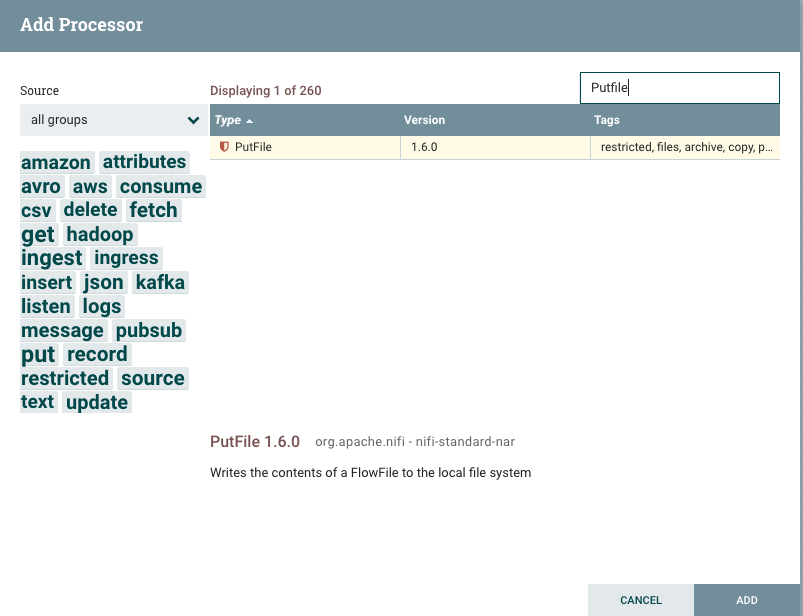 Add Processor
Source
Displaying 1 of 260
Putfile
all groups
Type Version Tags
PutFile 1.6.0 restricted, files, archive, copy, p...
amazon attributes
avro aws consume
csv delete fetch
get hadoop
ingest ingress
insert json kafka
listen logs
message pubsub
put record
restricted source
text update
PutFile 1.6.0 org.apache.nifi - nifi-standard-nar
Writes the contents of a FlowFile to the local file system
CANCEL ADD